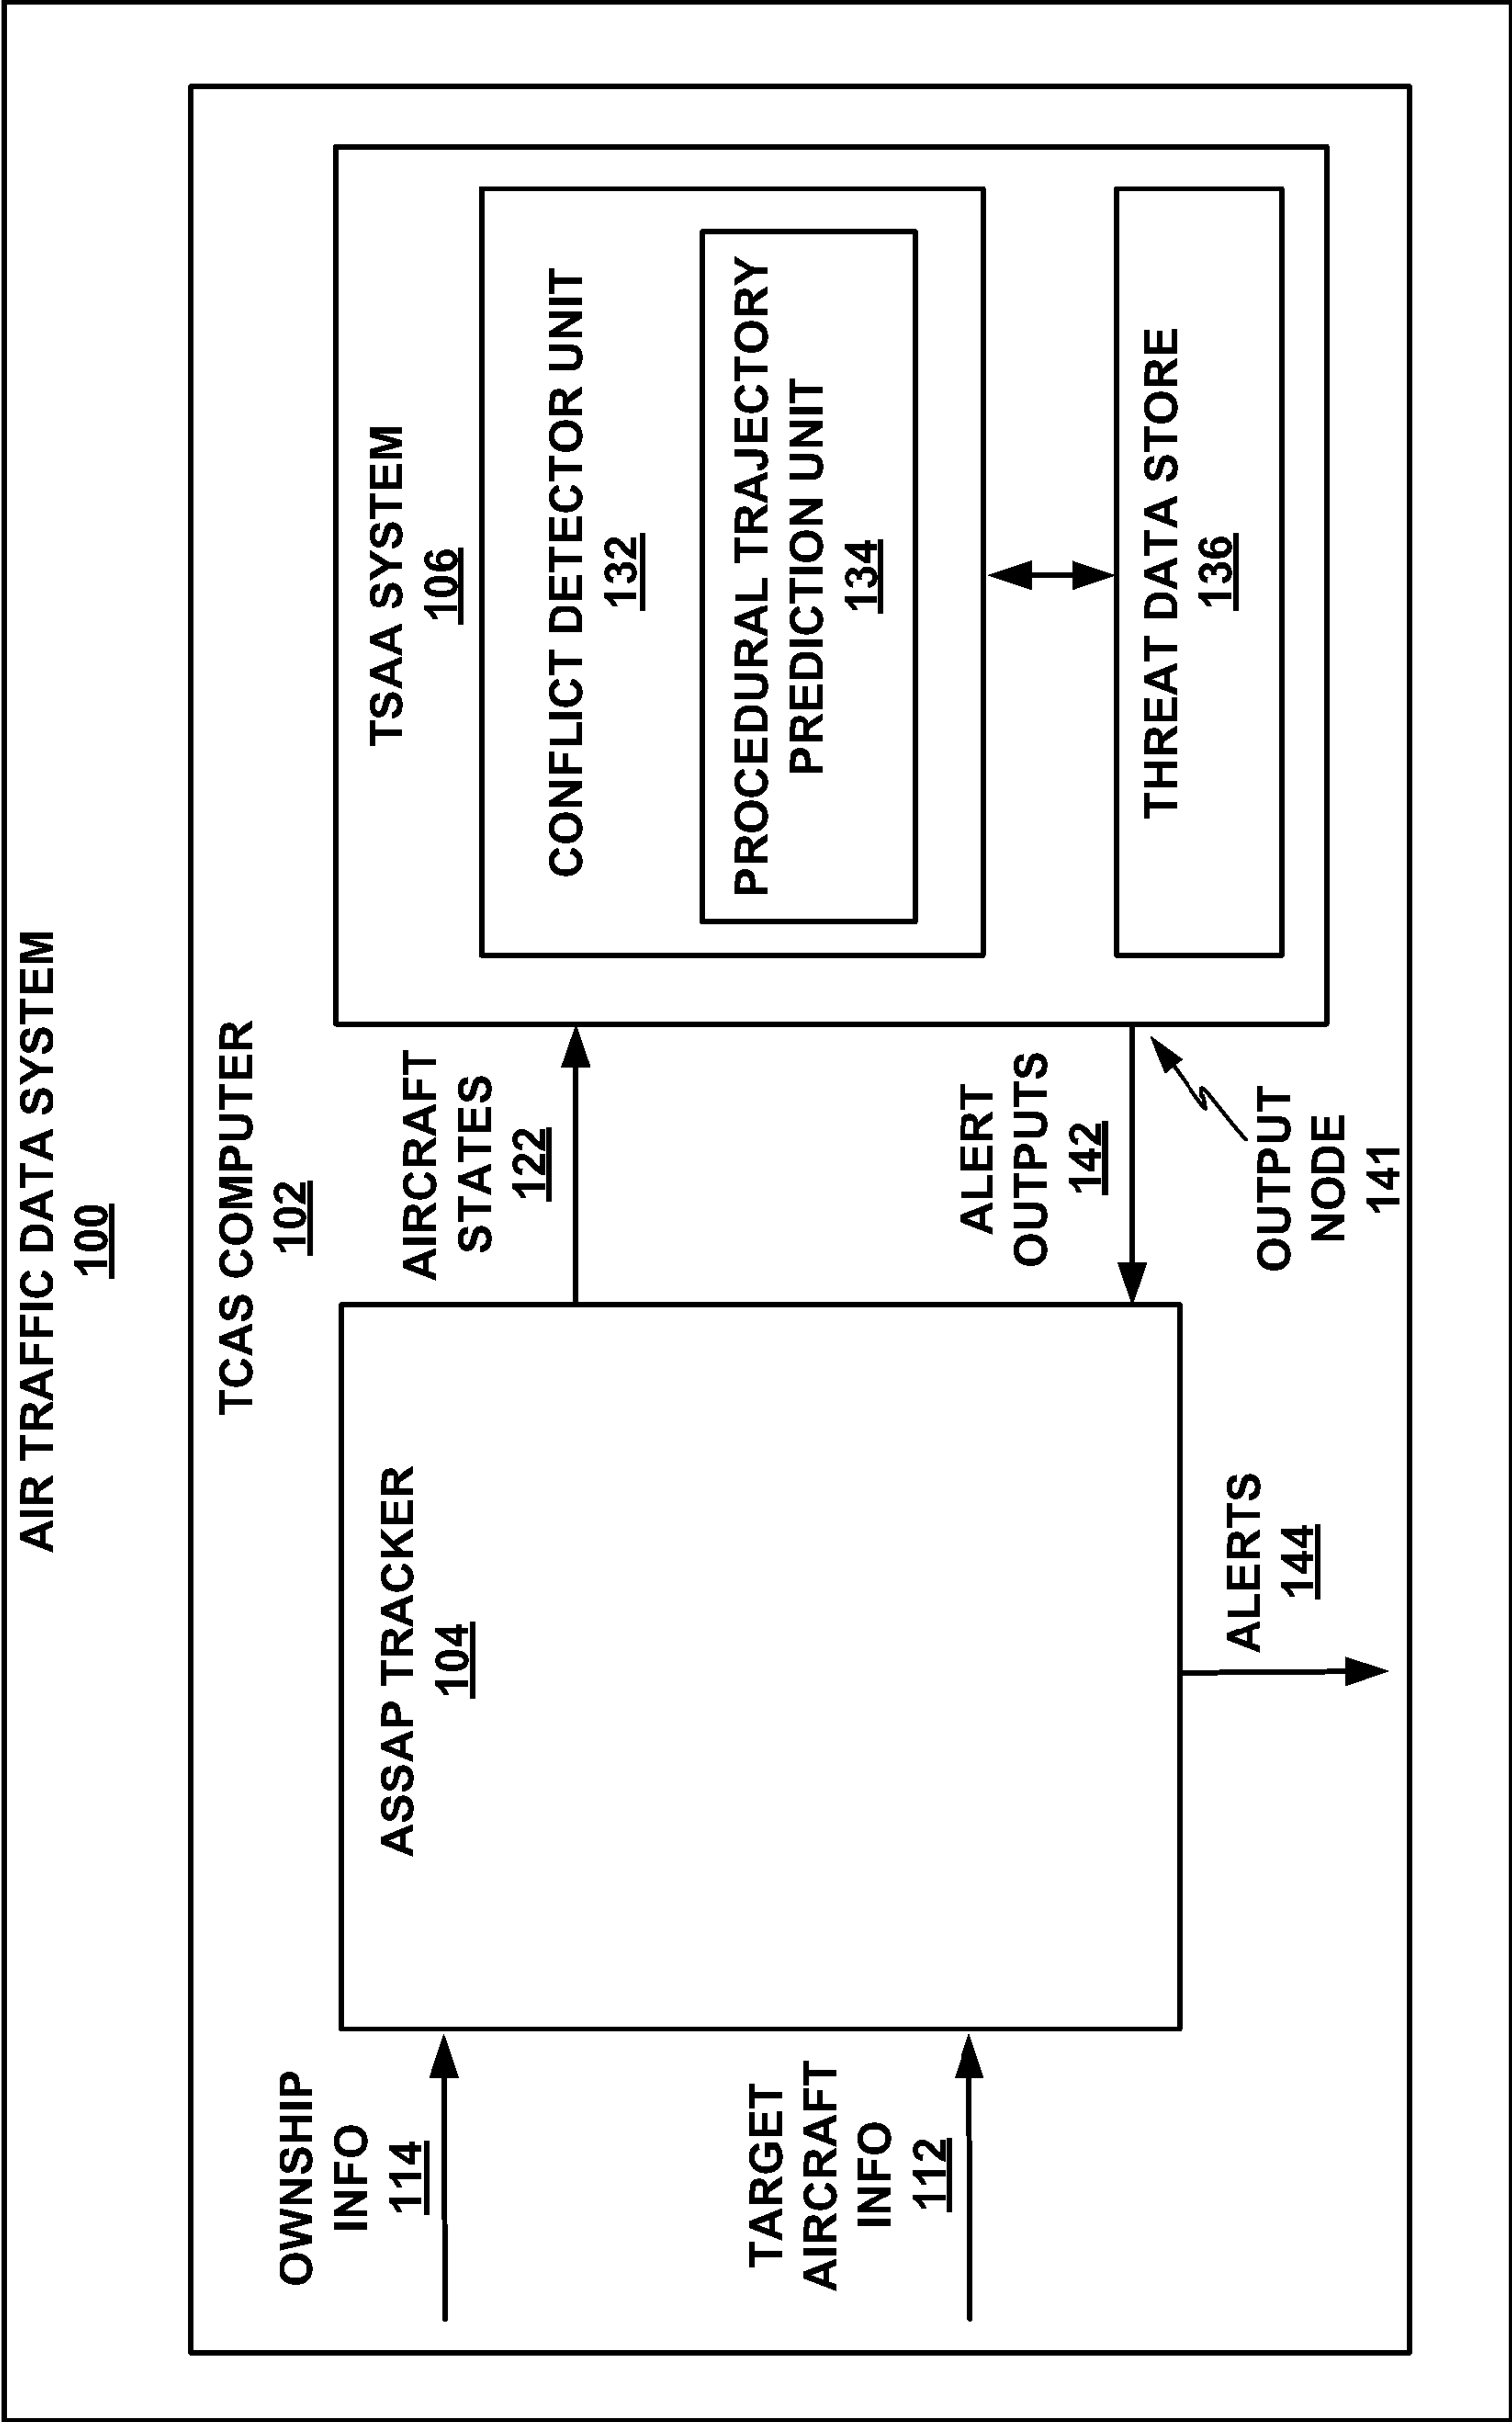 AIR TRAFFIC DATA SYSTEM
100
TCAS COMPUTER
102
OWNSHIP
INFO
114
TARGET
AIRCRAFT
INFO
112
ASSAP TRACKER
104
ALERTS
144
AIRCRAFT
STATES
122
ALERT
OUTPUTS
142
OUTPUT
NODE
141
TSAA SYSTEM
106
CONFLICT DETECTOR UNIT
132
PROCEDURAL TRAJECTORY
PREDICTION UNIT
134
THREAT DATA STORE
136